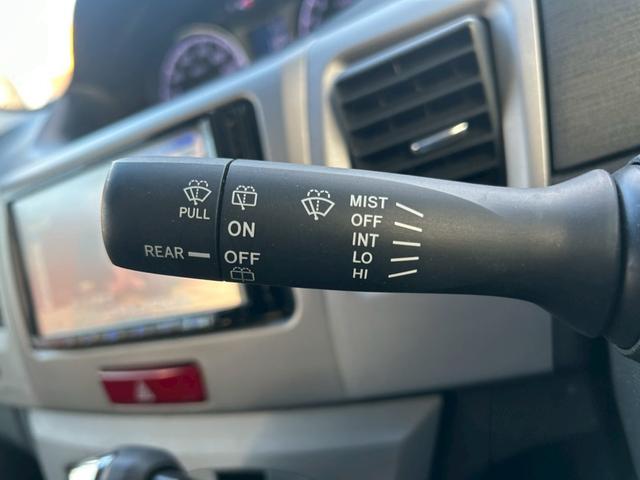 PULL
REAR
ON
OFF
MIST
OFF
INT
LO
HI